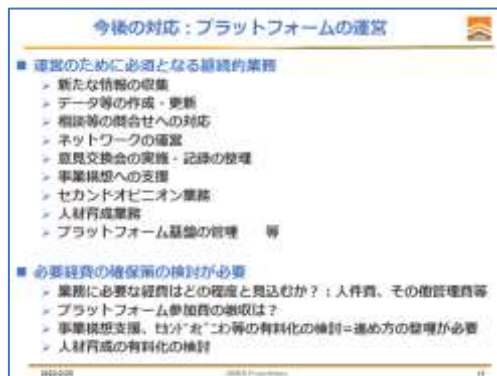 今後の対応：プラットフォームの運営
■ 運営のために必須となる継続的業務
➢ 新たな情報の収集
➢ データ等の作成・更新
➢ 相談等の問合せへの対応
➢ ネットワークの運営
➢ 意見交換会の実施・記録の整理
➢ 事業構想への支援
➢ セカンドオピニオン業務
➢ 人材育成業務
➢ プラットフォーム基盤の管理　等
■ 必要経費の確保策の検討が必要
➢ 業務に必要な経費はどの程度と見込むか？：人件費、その他管理費等
➢ プラットフォーム参加費の徴収は？
➢ 事業構想支援、ｾｶﾝﾄﾞｵﾋﾟﾆｵﾝ等の有料化の検討=進め方の整理が必要
➢ 人材育成の有料化の検討